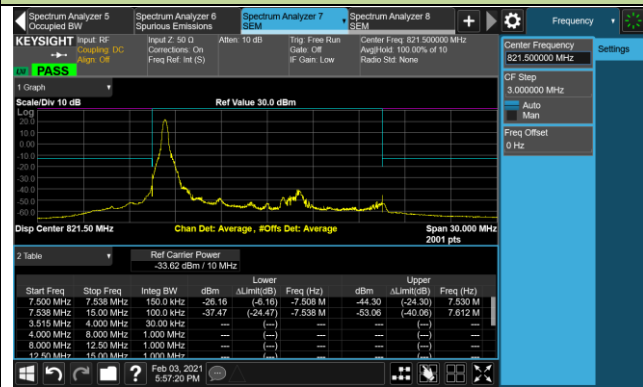 Spectrum Analyzer 5
Occupied BW
Spectrum Analyzer 6
Spurious Emissions
Spectrum Analyzer 7
SEM
Spectrum Analyzer 8
SEM
Frequency
KEYSIGHT
Input: RF
Coupling: DC
Align: Off
Input Z: 50 Ω
Corrections: On
Freq Ref: Int (S)
Atten: 10 dB
Trig: Free Run
Gate: Off
IF Gain: Low
Center Freq: 821.500000 MHz
Avg|Hold: 100.00% of 10
Radio Std: None
PASS
Center Frequency
821.500000 MHz
Settings
CF Step
3.000000 MHz
Auto
Man
Freq Offset
0 Hz
1 Graph
Scale/Div 10 dB
Ref Value 30.0 dBm
Log
20.0
10.0
0.00
-10.0
-20.0
-30.0
-40.0
-50.0
-60.0
Disp Center 821.50 MHz
Chan Det: Average , #Offs Det: Average
Span 30.000 MHz
2001 pts
2 Table
Ref Carrier Power
-33.62 dBm / 10 MHz
Lower Upper
Start Freq Stop Freq Integ BW dBm ΔLimit(dB) Freq (Hz) dBm ΔLimit(dB) Freq (Hz)
7.500 MHz 7.538 MHz 150.0 kHz -26.16 (-6.16) -7.508 M -44.30 (-24.30) 7.530 M
7.538 MHz 15.00 MHz 100.0 kHz -37.47 (-24.47) -7.538 M -53.06 (-40.06) 7.612 M
3.515 MHz 4.000 MHz 30.00 kHz --- (---) --- --- (---) ---
4.000 MHz 8.000 MHz 1.000 MHz --- (---) --- --- (---) ---
8.000 MHz 12.50 MHz 1.000 MHz --- (---) --- --- (---) ---
12.50 MHz 15.00 MHz 1.000 MHz --- (---) --- --- (---) ---
Feb 03, 2021
5:57:20 PM